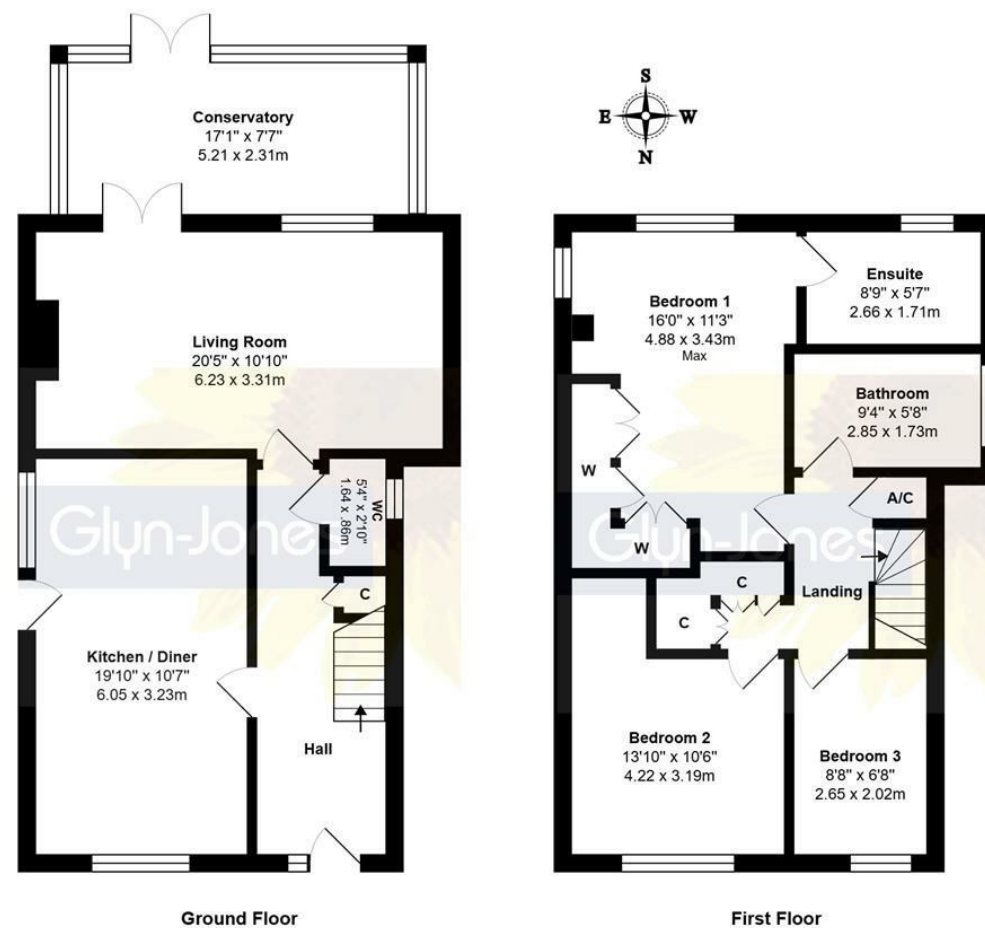 Conservatory
17'1" x 7'7"
5.21 x 2.31m
S
E W
N
Living Room
20'5" x 10'10"
6.23 x 3.31m
WC
5'4" x 2'10"
1.64 x .86m
C
Kitchen / Diner
19'10" x 10'7"
6.05 x 3.23m
Hall
Glyn-Jones
Ground Floor
Bedroom 1
16'0" x 11'3"
4.88 x 3.43m
Max
Ensuite
8'9" x 5'7"
2.66 x 1.71m
Bathroom
9'4" x 5'8"
2.85 x 1.73m
W
W
A/C
Glyn-Jones
Landing
C
C
Bedroom 2
13'10" x 10'6"
4.22 x 3.19m
Bedroom 3
8'8" x 6'8"
2.65 x 2.02m
First Floor